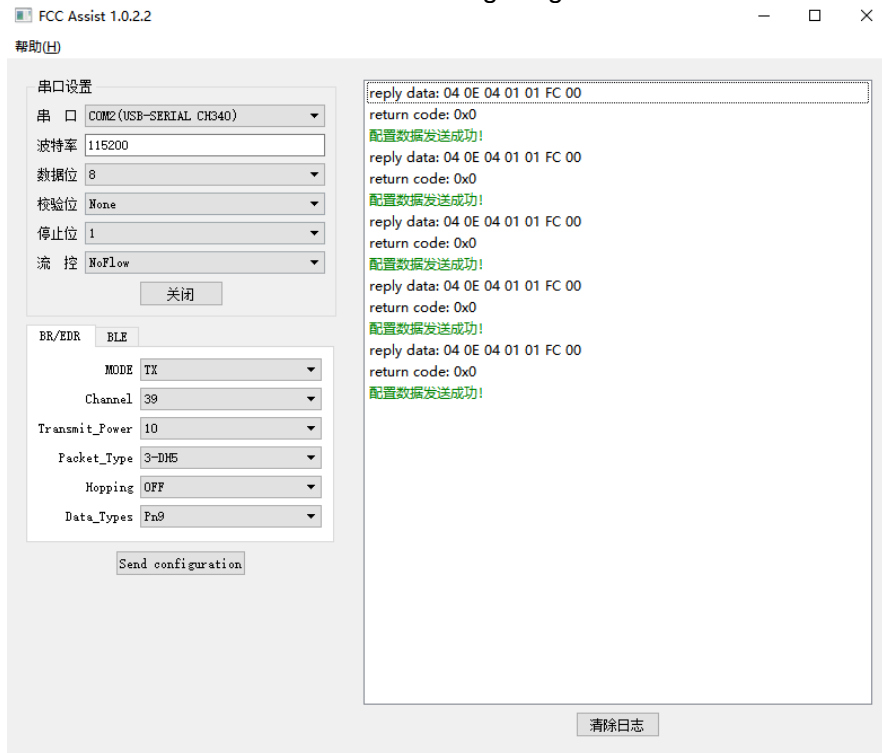 FCC Assist 1.0.2.2
帮助(H)
串口设置
串 口 COM2(USB-SERIAL CH340)
波特率 115200
数据位 8
校验位 None
停止位 1
流 控 NoFlow
关闭
BR/EDR BLE
MODE TX
Channel 39
Transmit_Power 10
Packet_Type 3-DH5
Hopping OFF
Data_Types Pn9
Send configuration
reply data: 04 0E 04 01 01 FC 00
return code: 0x0
配置数据发送成功!
reply data: 04 0E 04 01 01 FC 00
return code: 0x0
配置数据发送成功!
reply data: 04 0E 04 01 01 FC 00
return code: 0x0
配置数据发送成功!
reply data: 04 0E 04 01 01 FC 00
return code: 0x0
配置数据发送成功!
reply data: 04 0E 04 01 01 FC 00
return code: 0x0
配置数据发送成功!
清除日志